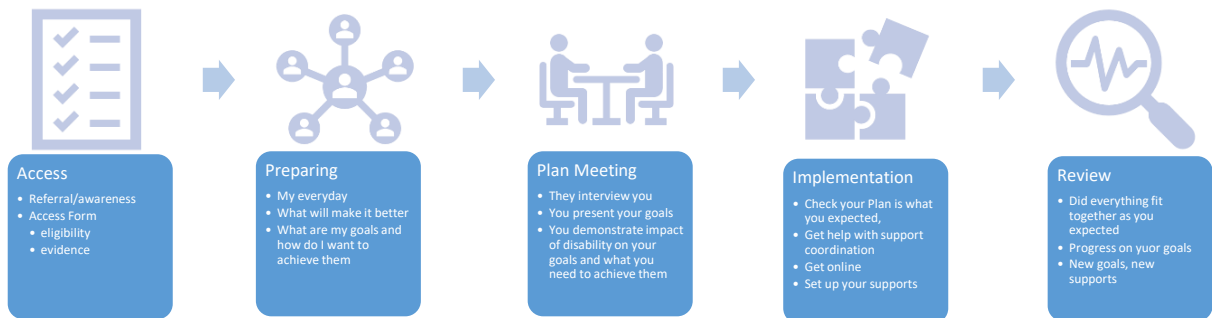 Access
• Referral/awareness
• Access Form
• eligibility
• evidence
Preparing
• My everyday
• What will make it better
• What are my goals and
how do I want to
achieve them
Plan Meeting
• They interview you
• You present your goals
• You demonstrate impact
of disability on your
goals and what you
need to achieve them
Implementation
• Check your Plan is what
you expected,
• Get help with support
coordination
• Get online
• Set up your supports
Review
• Did everything fit
together as you
expected
• Progress on yuor goals
• New goals, new
supports